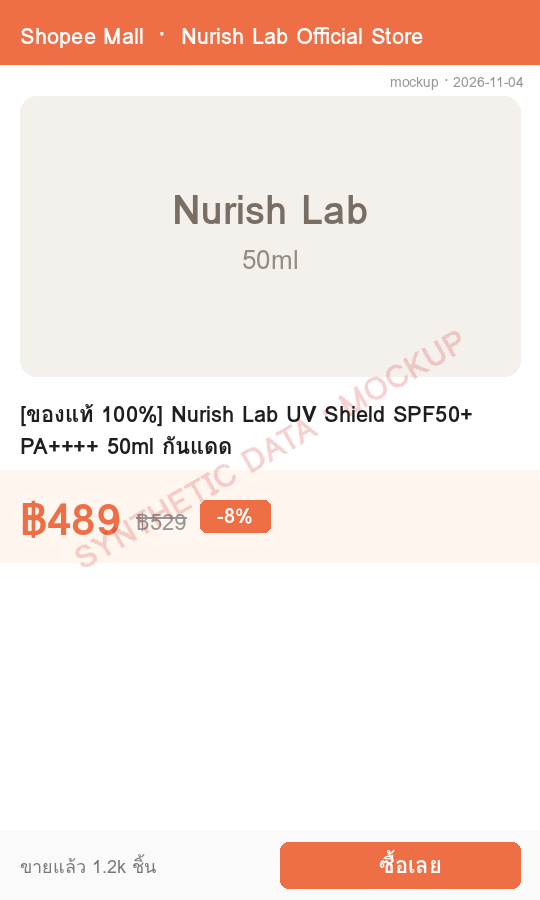 Shopee Mall · Nurish Lab Official Store
mockup · 2026-11-04
Nurish Lab
50ml
[ของแท้ 100%] Nurish Lab UV Shield SPF50+
PA++++ 50ml กันแดด
฿489 ฿529 -8%
SYNTHETIC DATA · MOCKUP
ขายแล้ว 1.2k ชิ้น
ซื้อเลย